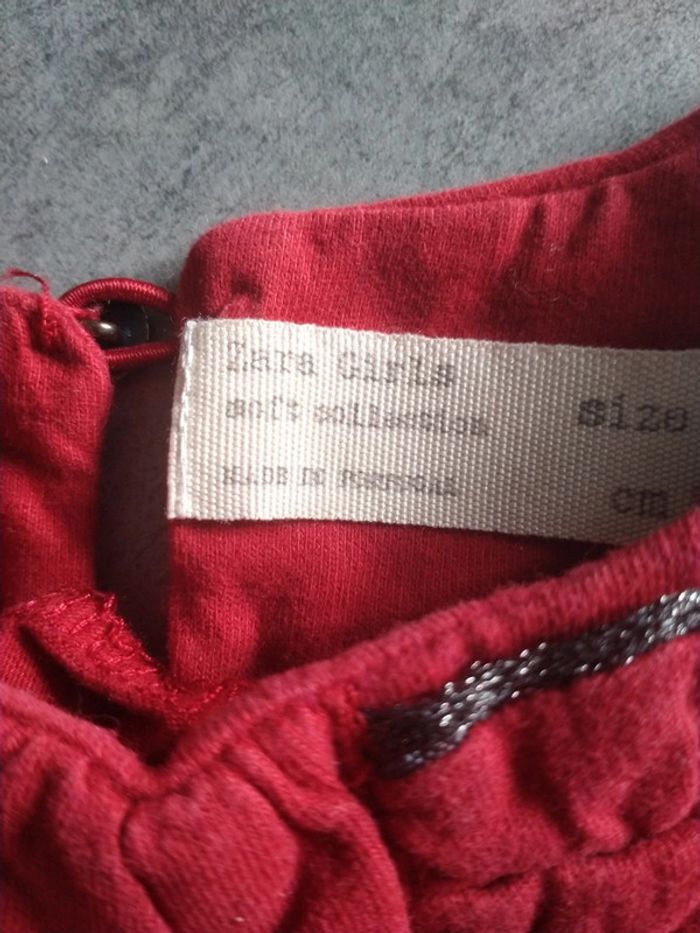 Zara Girls
soft collection size
MADE IN PORTUGAL cm